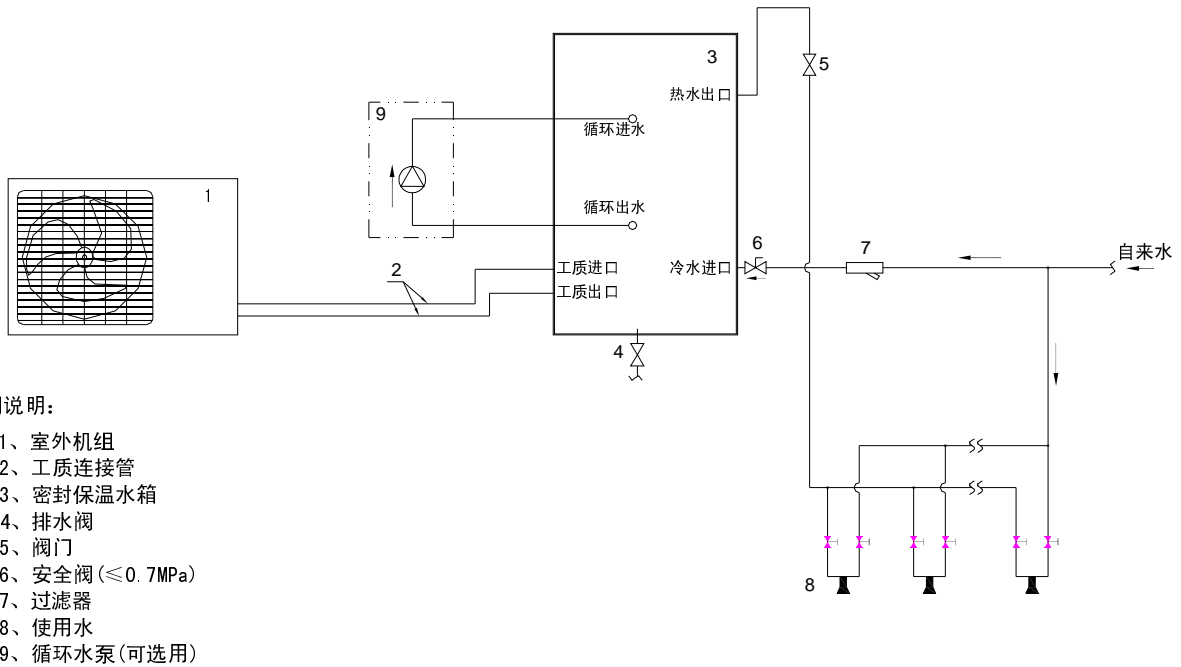 3
5
热水出口
9
循环进水
1
循环出水
6
7
自来水
2
工质进口
冷水进口
工质出口
4
说明：
1、室外机组
2、工质连接管
3、密封保温水箱
4、排水阀
5、阀门
6、安全阀(≤0.7MPa)
7、过滤器
8、使用水
9、循环水泵(可选用)
8